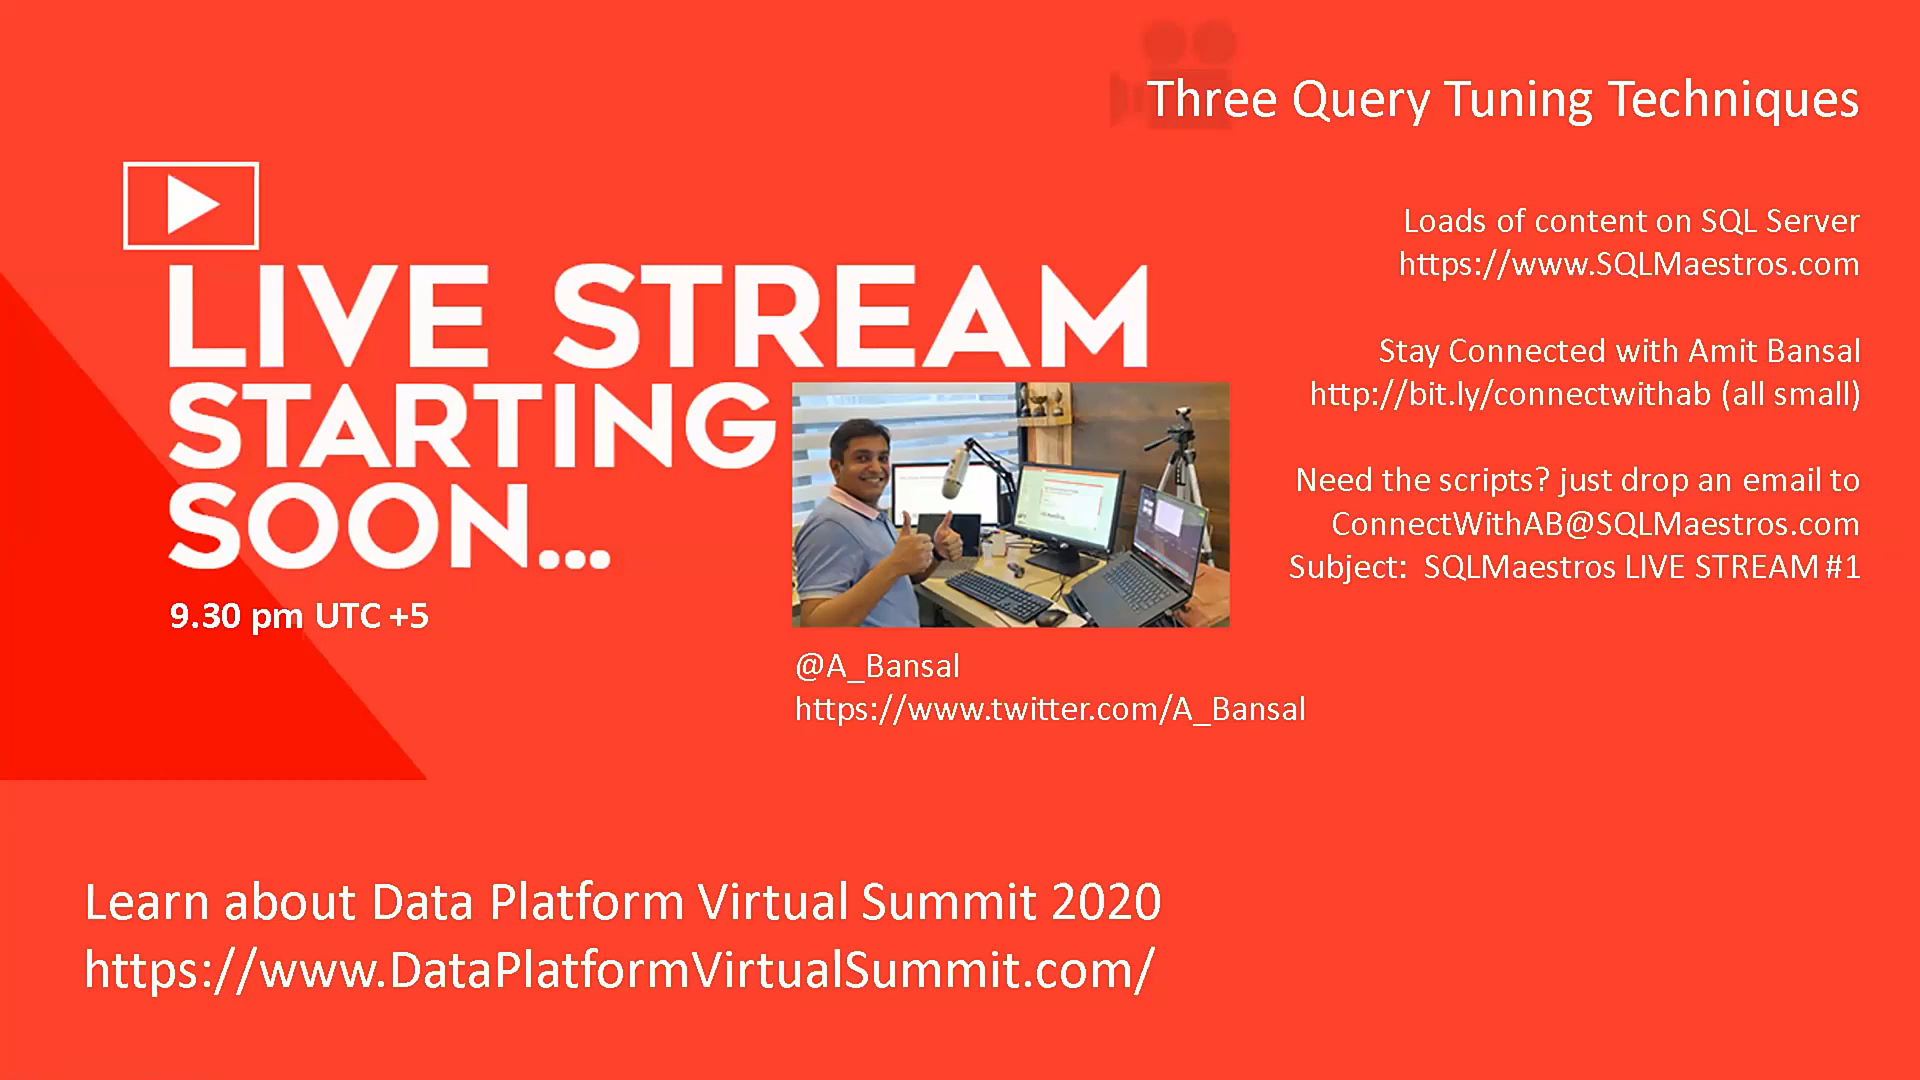 Three Query Tuning Techniques
Loads of content on SQL Server
https://www.SQLMaestros.com
Stay Connected with Amit Bansal
http://bit.ly/connectwithab (all small)
Need the scripts? just drop an email to
ConnectWithAB@SQLMaestros.com
Subject:  SQLMaestros LIVE STREAM #1
LIVE STREAM
STARTING
SOON...
9.30 pm UTC +5
@A_Bansal
https://www.twitter.com/A_Bansal
Learn about Data Platform Virtual Summit 2020
https://www.DataPlatformVirtualSummit.com/